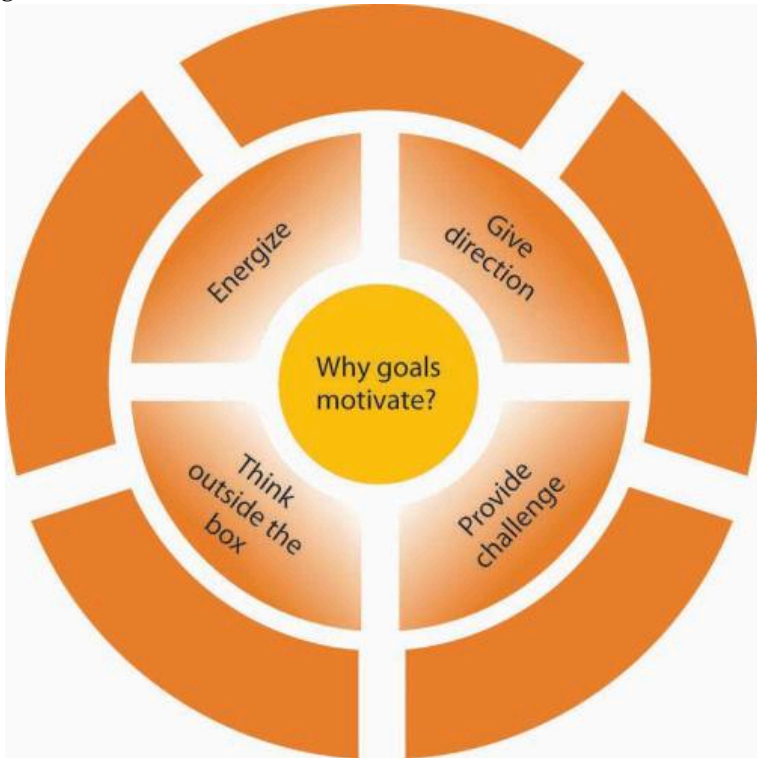 Energize
Give
direction
Why goals
motivate?
Think
outside the
box
Provide
challenge